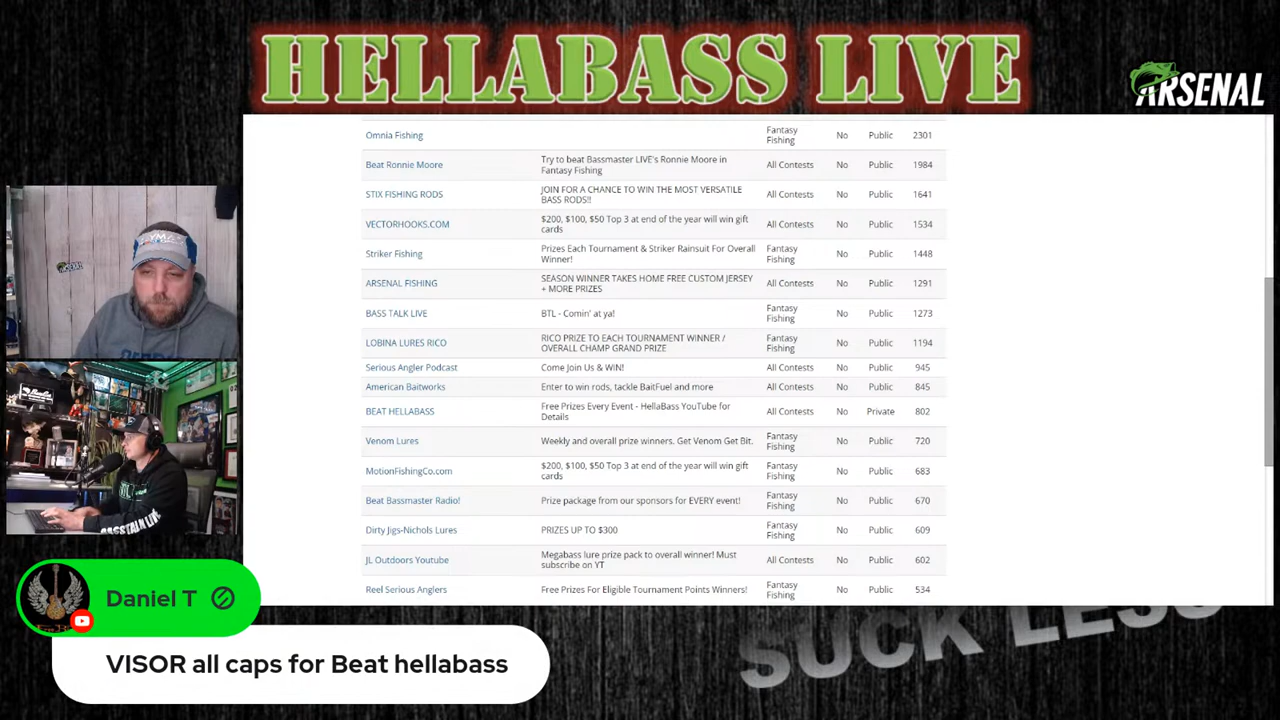 HELLABASS LIVE
ARSENAL
Omnia Fishing Fantasy Fishing No Public 2301
Beat Ronnie Moore Try to beat Bassmaster LIVE's Ronnie Moore in Fantasy Fishing All Contests No Public 1984
STIX FISHING RODS JOIN FOR A CHANCE TO WIN THE MOST VERSATILE BASS RODS!! All Contests No Public 1641
VECTORHOOKS.COM $200, $100, $50 Top 3 at end of the year will win gift cards All Contests No Public 1534
Striker Fishing Prizes Each Tournament & Striker Rainsuit For Overall Winner! Fantasy Fishing No Public 1448
ARSENAL FISHING SEASON WINNER TAKES HOME FREE CUSTOM JERSEY + MORE PRIZES All Contests No Public 1291
BASS TALK LIVE BTL - Comin' at ya! Fantasy Fishing No Public 1273
LOBINA LURES RICO RICO PRIZE TO EACH TOURNAMENT WINNER / OVERALL CHAMP GRAND PRIZE Fantasy Fishing No Public 1194
Serious Angler Podcast Come Join Us & WIN! All Contests No Public 945
American Baitworks Enter to win rods, tackle BaitFuel and more All Contests No Public 845
BEAT HELLABASS Free Prizes Every Event - HellaBass YouTube for Details All Contests No Private 802
Venom Lures Weekly and overall prize winners. Get Venom Get Bit. Fantasy Fishing No Public 720
MotionFishingCo.com $200, $100, $50 Top 3 at end of the year will win gift cards Fantasy Fishing No Public 683
Beat Bassmaster Radio! Prize package from our sponsors for EVERY event! Fantasy Fishing No Public 670
Dirty Jigs-Nichols Lures PRIZES UP TO $300 Fantasy Fishing No Public 609
JL Outdoors Youtube Megabass lure prize pack to overall winner! Must subscribe on YT All Contests No Public 602
Reel Serious Anglers Free Prizes For Eligible Tournament Points Winners! Fantasy Fishing No Public 534
BASSTALKLIVE
Daniel T
VISOR all caps for Beat hellabass
SUCK LESS